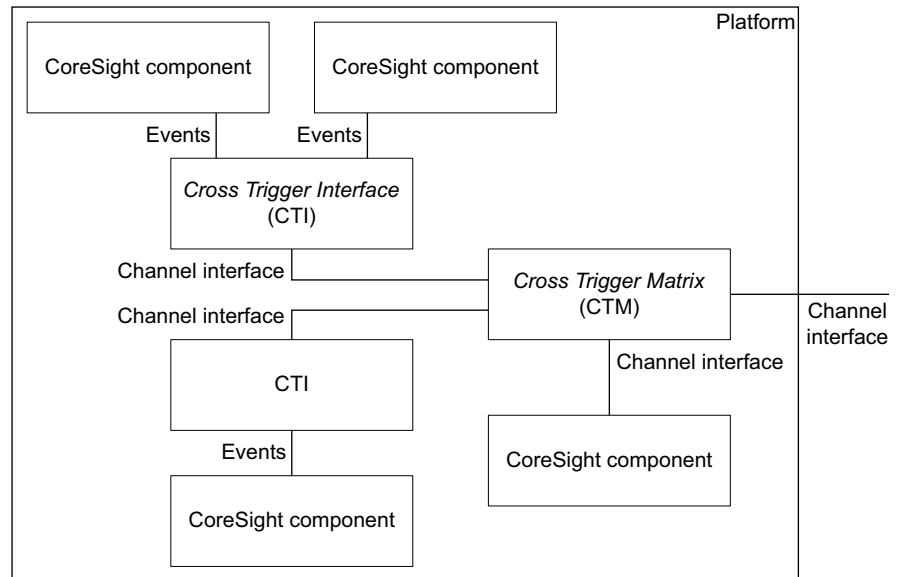 Platform
CoreSight component
CoreSight component
Events
Events
Cross Trigger Interface
(CTI)
Channel interface
Cross Trigger Matrix
(CTM)
Channel
interface
Channel interface
Channel interface
CTI
Events
CoreSight component
CoreSight component